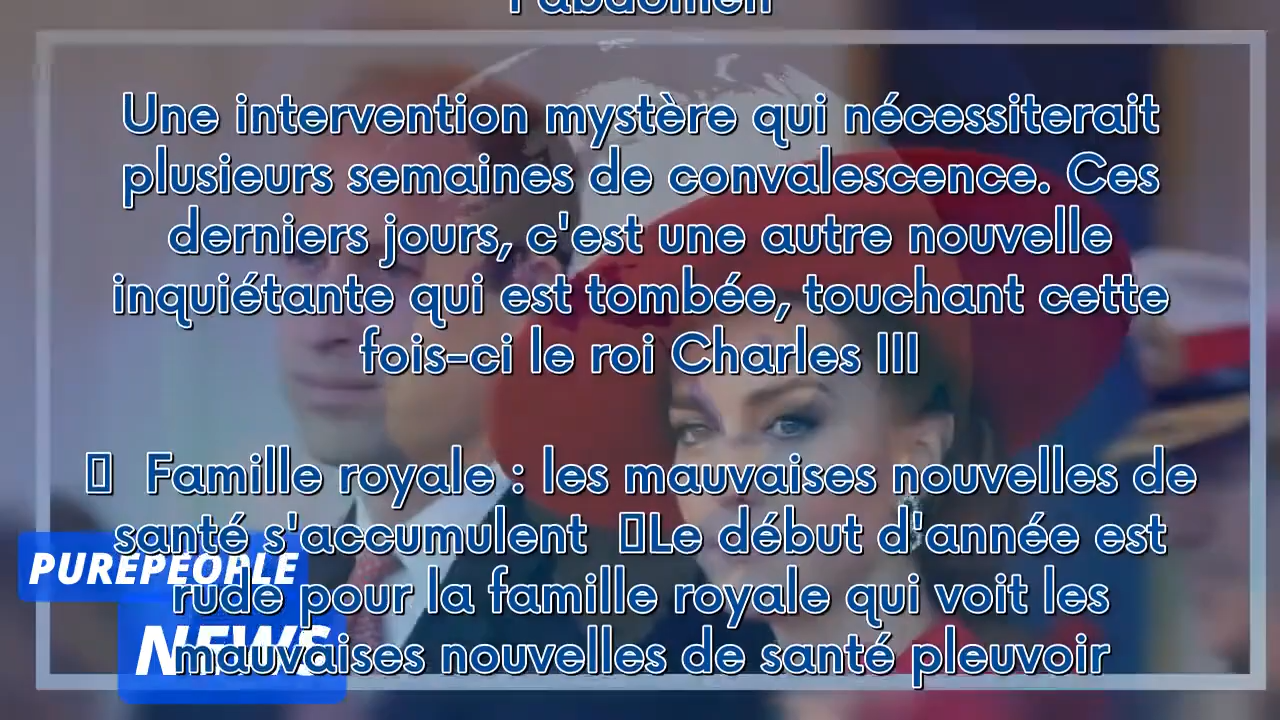 l'abdomen
Une intervention mystère qui nécessiterait
plusieurs semaines de convalescence. Ces
derniers jours, c'est une autre nouvelle
inquiétante qui est tombée, touchant cette
fois-ci le roi Charles III
Famille royale : les mauvaises nouvelles de
santé s'accumulent Le début d'année est
rude pour la famille royale qui voit les
mauvaises nouvelles de santé pleuvoir
PUREPEOPLE
NEWS